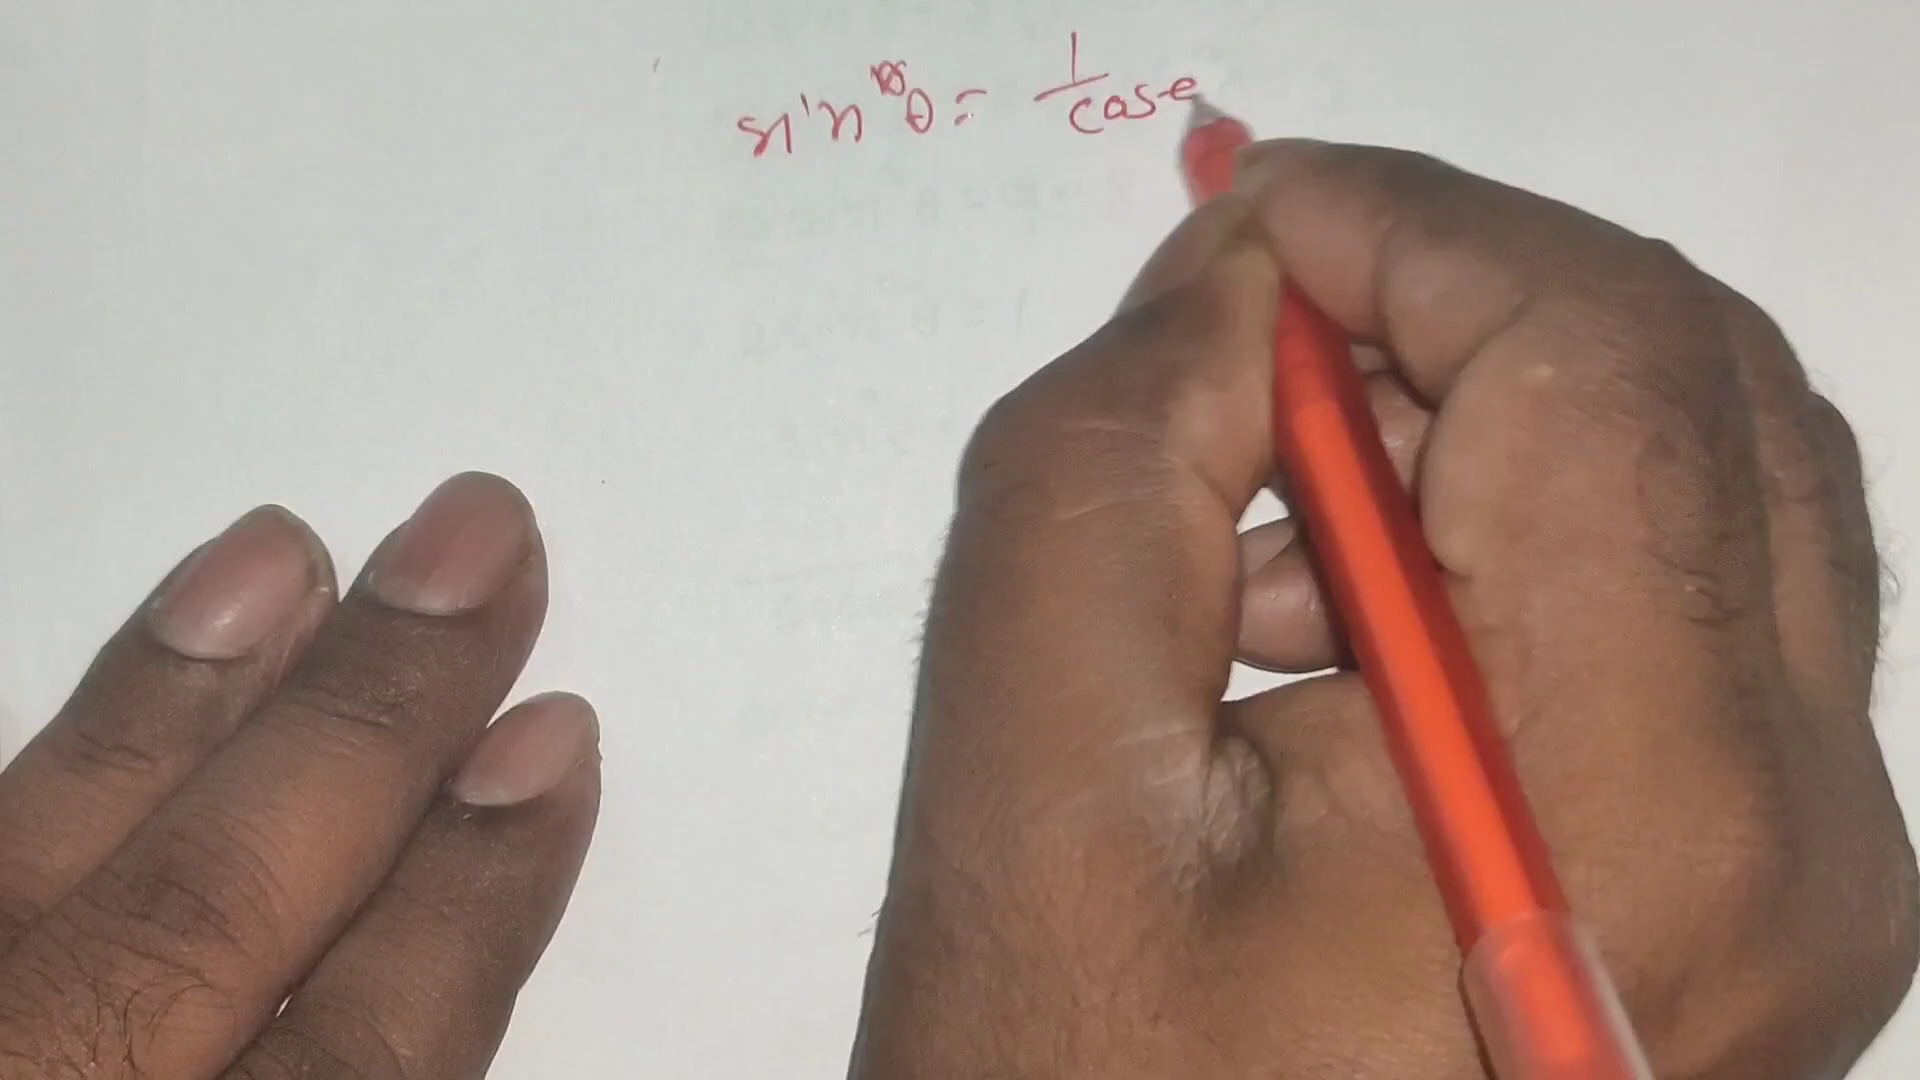 sin θ = 1/cose